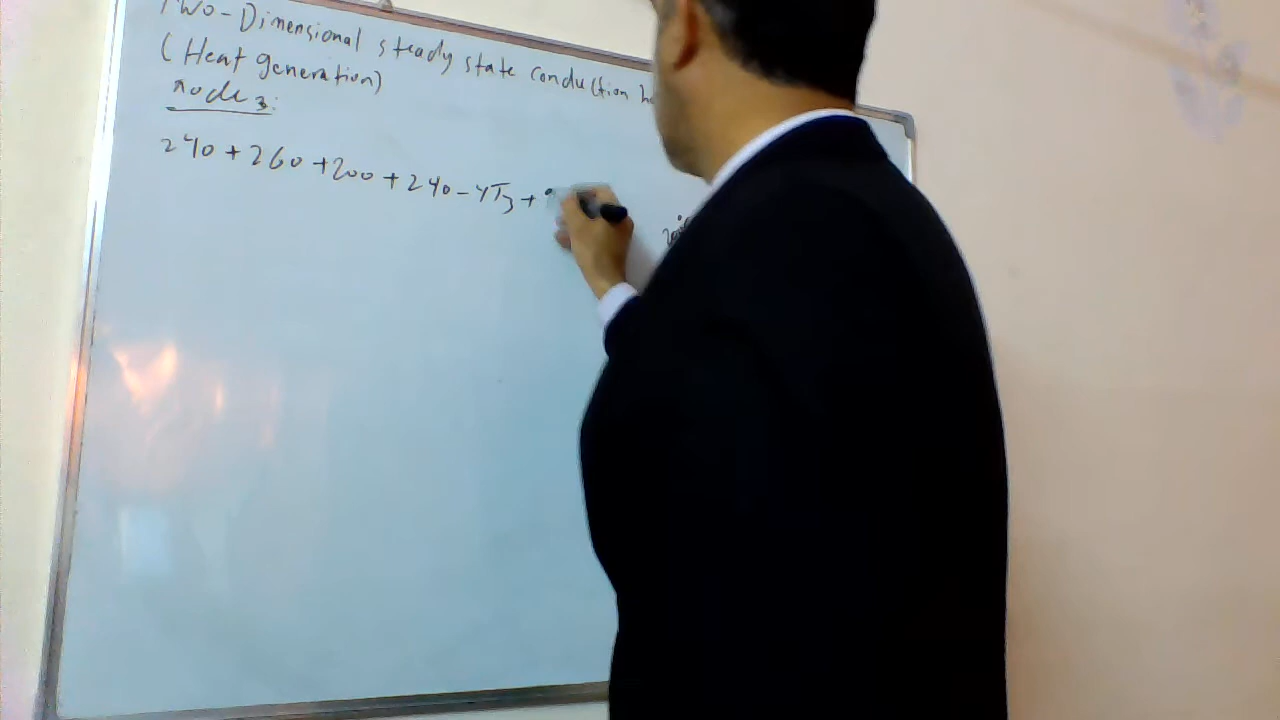 Two-Dimensional steady state conduction
(Heat generation)
node 3:
240 + 260 + 200 + 240 - 4T₃ +